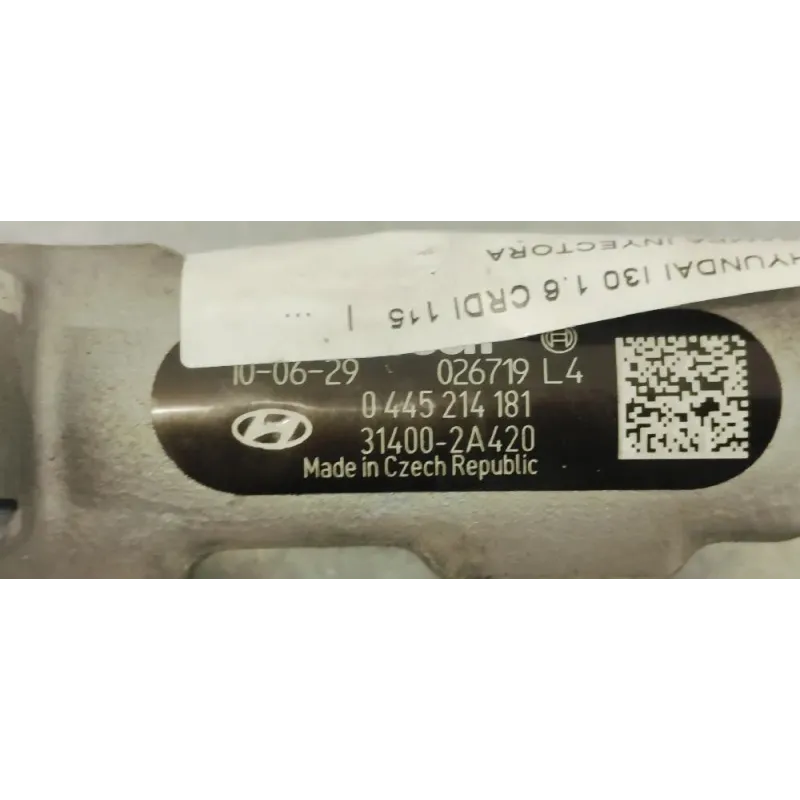 HYUNDAI I30 1.6 CRDI 115 | ...
INYECTORA
10-06-29 026719 L4
0 445 214 181
31400-2A420
Made in Czech Republic